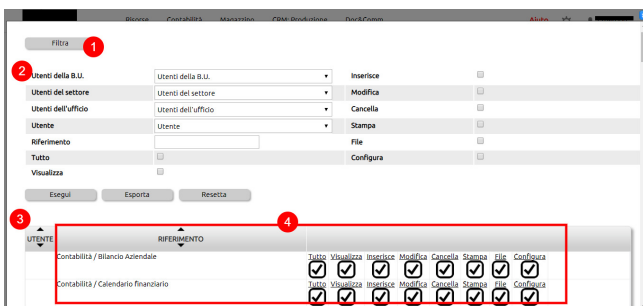 Risorse Contabilità Magazzino CRM; Produzione Doc&Comm Aiuto
Filtra 1
2
Utenti della B.U. Utenti della B.U. Inserisce
Utenti del settore Utenti del settore Modifica
Utenti dell'ufficio Utenti dell'ufficio Cancella
Utente Utente Stampa
Riferimento File
Tutto Configura
Visualizza
Esegui Esporta Resetta
3 4
UTENTE RIFERIMENTO
Contabilità / Bilancio Aziendale Tutto Visualizza Inserisce Modifica Cancella Stampa File Configura
Contabilità / Calendario finanziario Tutto Visualizza Inserisce Modifica Cancella Stampa File Configura